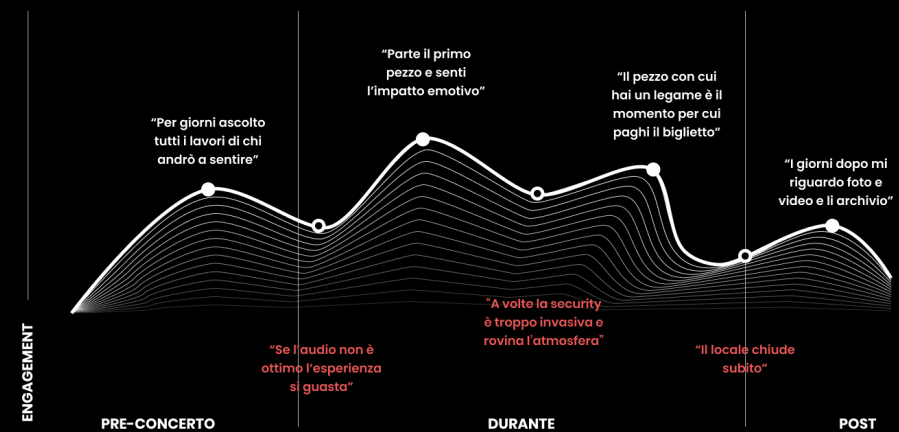 “Parte il primo
pezzo e senti
l’impatto emotivo”
“Il pezzo con cui
hai un legame è il
momento per cui
paghi il biglietto”
“Per giorni ascolto
tutti i lavori di chi
andrò a sentire”
“I giorni dopo mi
riguardo foto e
video e li archivio”
"A volte la security
è troppo invasiva e
rovina l'atmosfera"
“Se l’audio non è
ottimo l’esperienza
si guasta”
“Il locale chiude
subito”
ENGAGEMENT
PRE-CONCERTO
DURANTE
POST